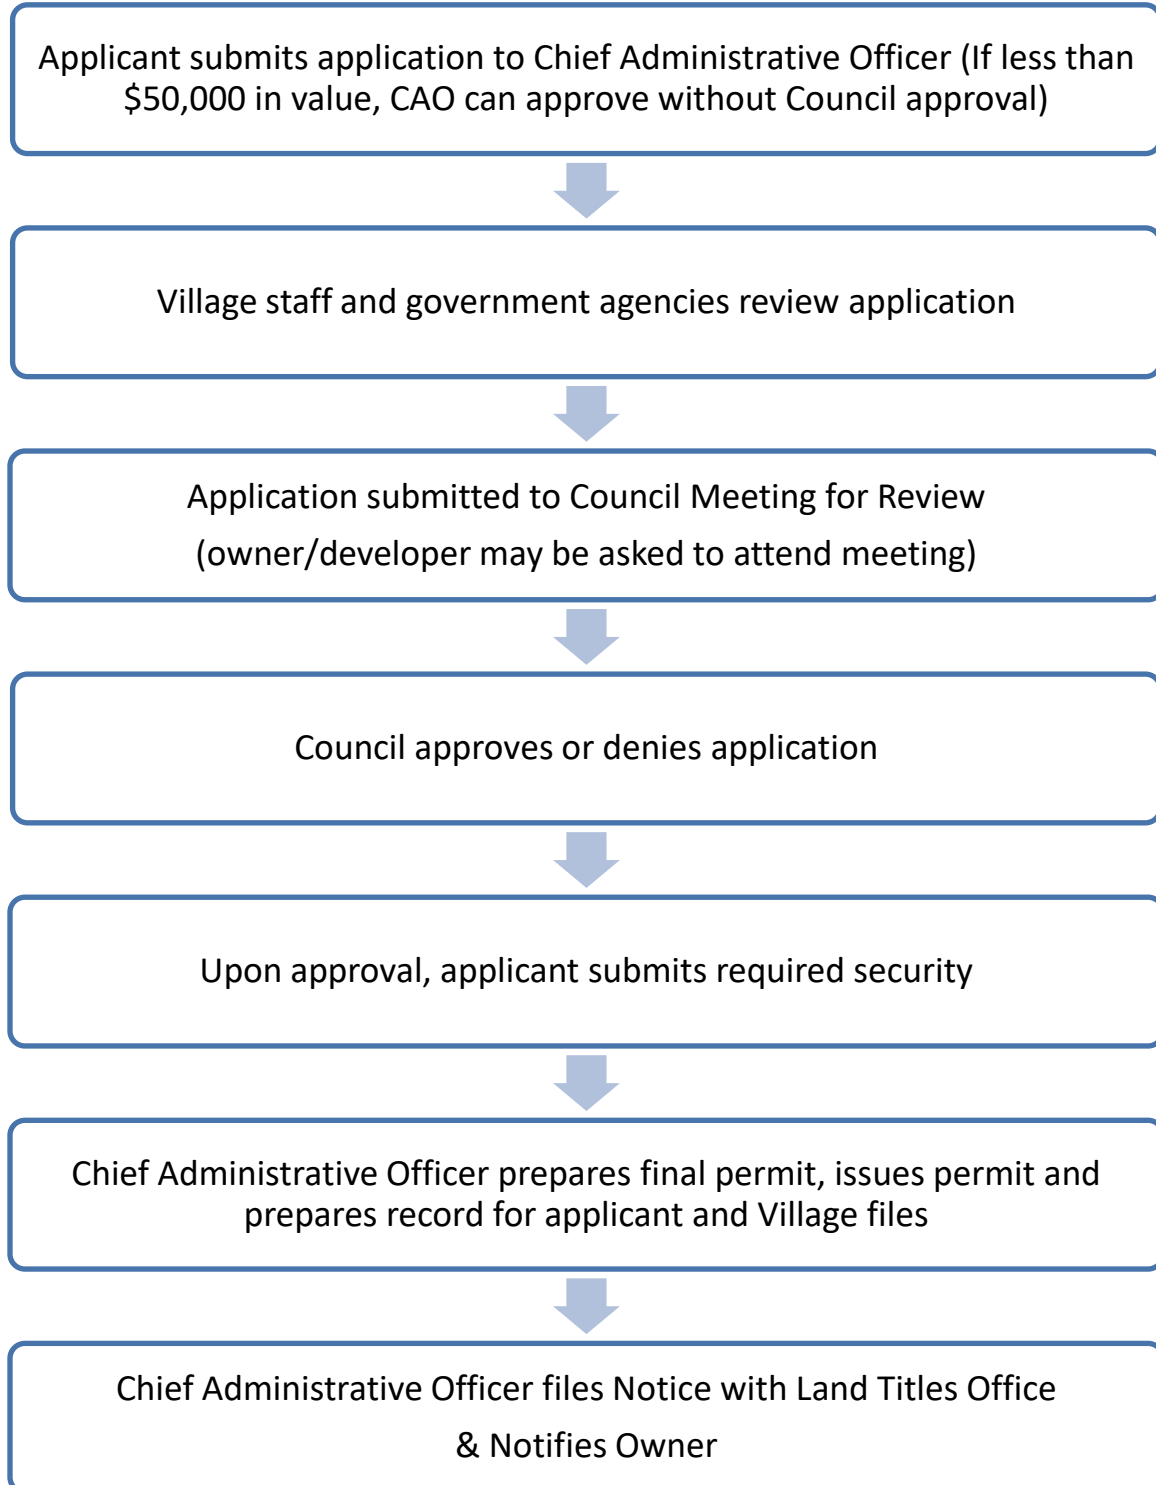 Applicant submits application to Chief Administrative Officer (If less than
$50,000 in value, CAO can approve without Council approval)
Village staff and government agencies review application
Application submitted to Council Meeting for Review
(owner/developer may be asked to attend meeting)
Council approves or denies application
Upon approval, applicant submits required security
Chief Administrative Officer prepares final permit, issues permit and
prepares record for applicant and Village files
Chief Administrative Officer files Notice with Land Titles Office
& Notifies Owner